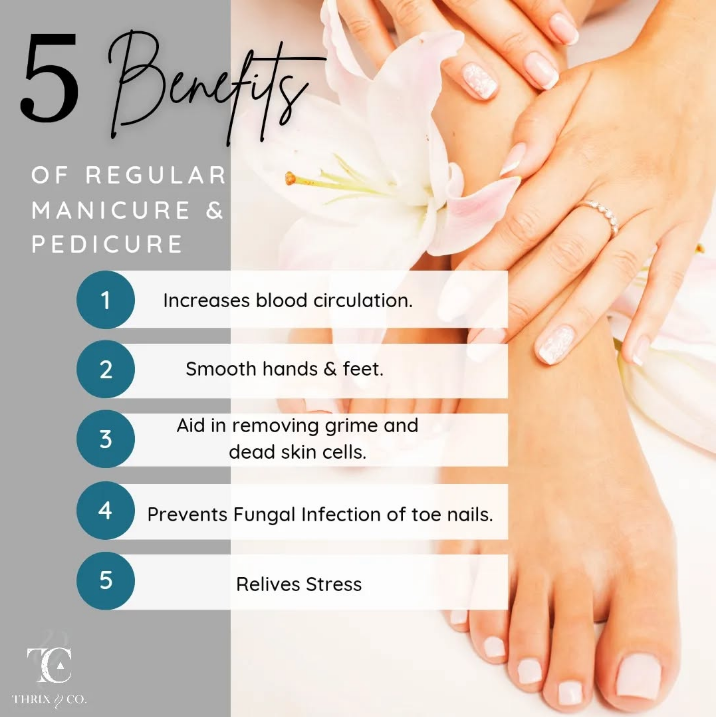 5 Benefits
OF REGULAR
MANICURE &
PEDICURE
1 Increases blood circulation.
2 Smooth hands & feet.
3 Aid in removing grime and
dead skin cells.
4 Prevents Fungal Infection of toe nails.
5 Relives Stress
TC
THRIX & CO.